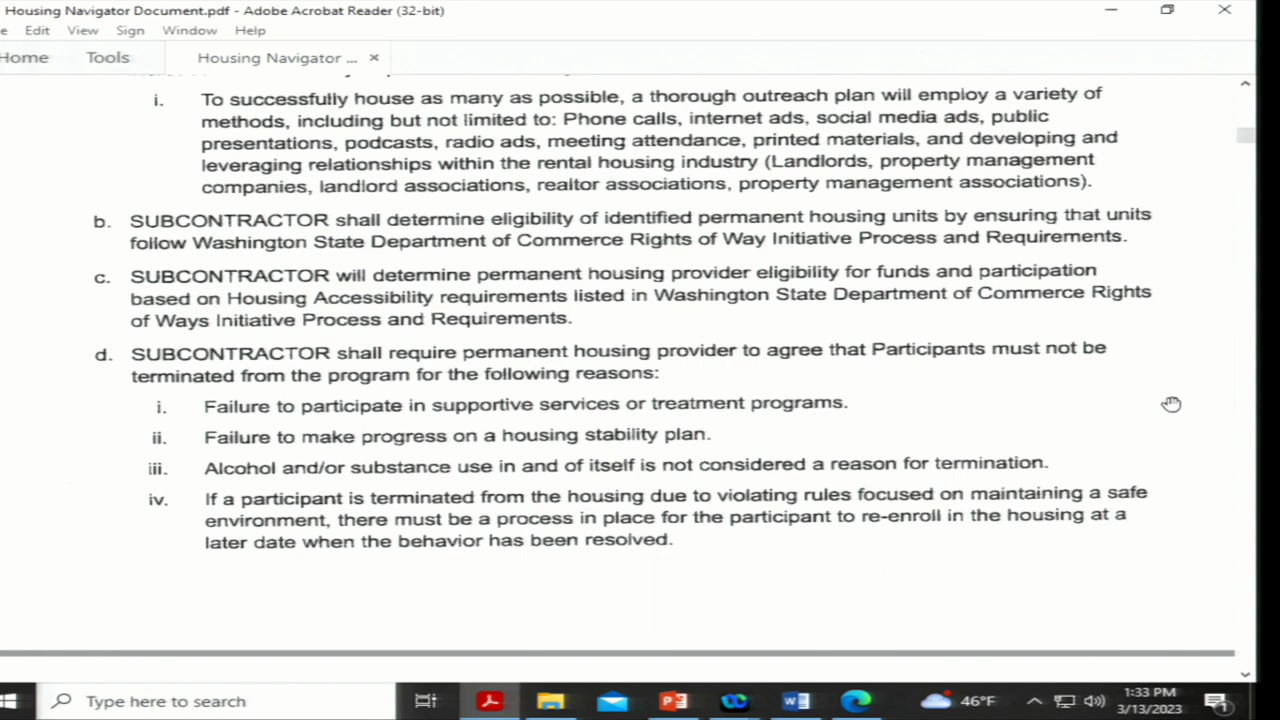 Housing Navigator Document.pdf - Adobe Acrobat Reader (32-bit)
Edit View Sign Window Help
Home Tools Housing Navigator ... ×
i. To successfully house as many as possible, a thorough outreach plan will employ a variety of
methods, including but not limited to: Phone calls, internet ads, social media ads, public
presentations, podcasts, radio ads, meeting attendance, printed materials, and developing and
leveraging relationships within the rental housing industry (Landlords, property management
companies, landlord associations, realtor associations, property management associations).
b. SUBCONTRACTOR shall determine eligibility of identified permanent housing units by ensuring that units
follow Washington State Department of Commerce Rights of Way Initiative Process and Requirements.
c. SUBCONTRACTOR will determine permanent housing provider eligibility for funds and participation
based on Housing Accessibility requirements listed in Washington State Department of Commerce Rights
of Ways Initiative Process and Requirements.
d. SUBCONTRACTOR shall require permanent housing provider to agree that Participants must not be
terminated from the program for the following reasons:
i. Failure to participate in supportive services or treatment programs.
ii. Failure to make progress on a housing stability plan.
iii. Alcohol and/or substance use in and of itself is not considered a reason for termination.
iv. If a participant is terminated from the housing due to violating rules focused on maintaining a safe
environment, there must be a process in place for the participant to re-enroll in the housing at a
later date when the behavior has been resolved.
Type here to search
46°F
1:33 PM
3/13/2023
1